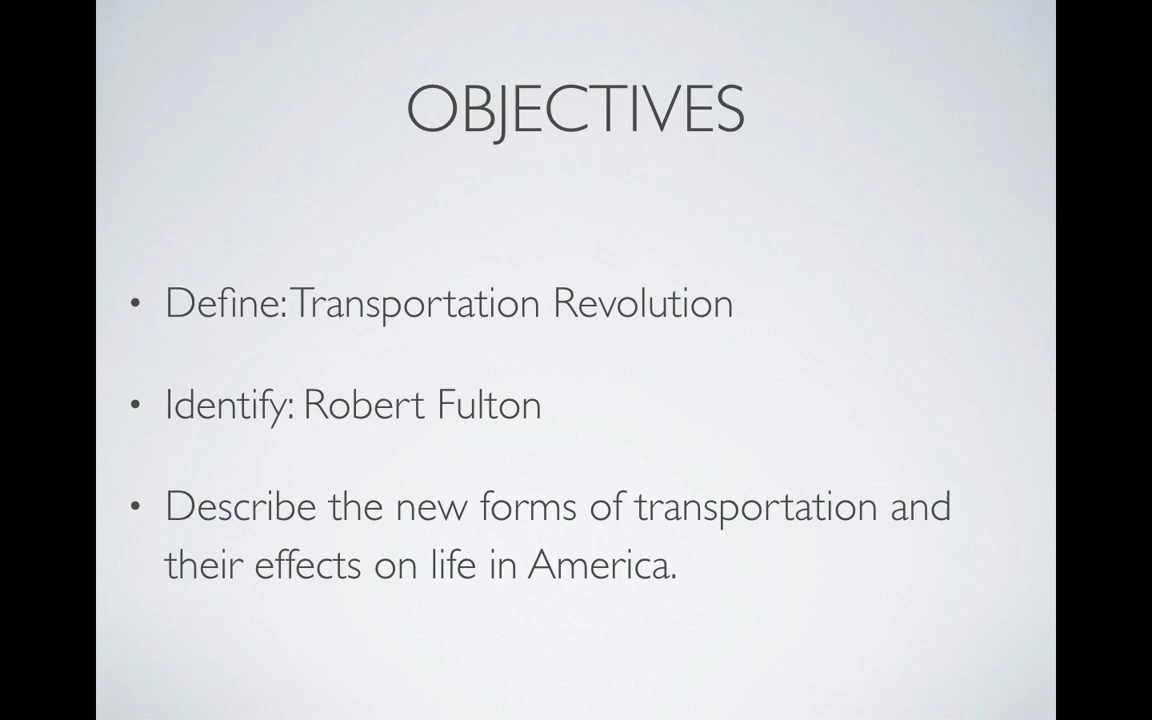 OBJECTIVES
• Define: Transportation Revolution
• Identify: Robert Fulton
• Describe the new forms of transportation and
their effects on life in America.